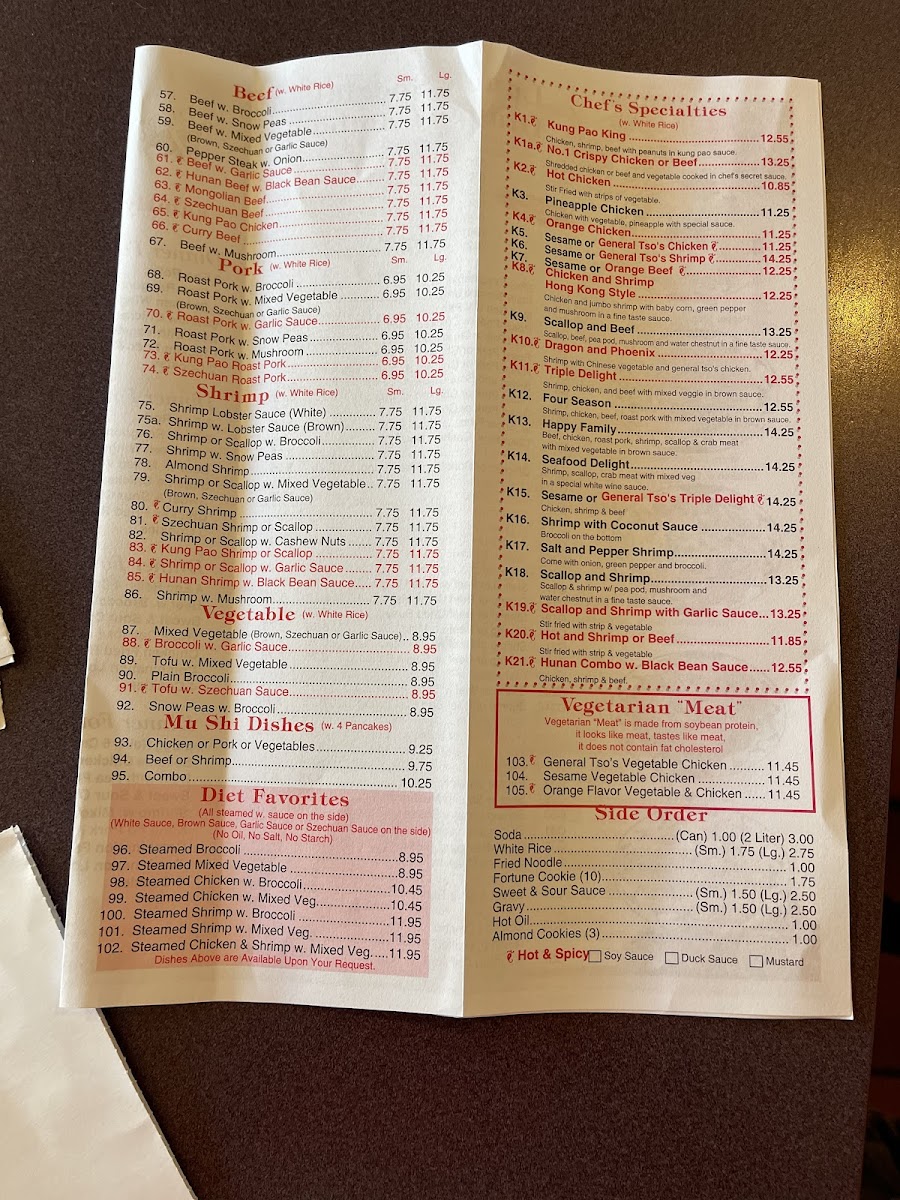 Beef (w. White Rice) Sm. Lg.
57. Beef w. Broccoli 7.75 11.75
58. Beef w. Snow Peas 7.75 11.75
59. Beef w. Mixed Vegetable 7.75 11.75
(Brown, Szechuan or Garlic Sauce)
60. Pepper Steak w. Onion 7.75 11.75
61. Beef w. Garlic Sauce 7.75 11.75
62. Hunan Beef w. Black Bean Sauce 7.75 11.75
63. Mongolian Beef 7.75 11.75
64. Szechuan Beef 7.75 11.75
65. Kung Pao Chicken 7.75 11.75
66. Curry Beef 7.75 11.75
67. Beef w. Mushroom 7.75 11.75
Pork (w. White Rice) Sm. Lg.
68. Roast Pork w. Broccoli 6.95 10.25
69. Roast Pork w. Mixed Vegetable 6.95 10.25
(Brown, Szechuan or Garlic Sauce)
70. Roast Pork w. Garlic Sauce 6.95 10.25
71. Roast Pork w. Snow Peas 6.95 10.25
72. Roast Pork w. Mushroom 6.95 10.25
73. Kung Pao Roast Pork 6.95 10.25
74. Szechuan Roast Pork 6.95 10.25
Shrimp (w. White Rice) Sm. Lg.
75. Shrimp Lobster Sauce (White) 7.75 11.75
75a. Shrimp w. Lobster Sauce (Brown) 7.75 11.75
76. Shrimp or Scallop w. Broccoli 7.75 11.75
77. Shrimp w. Snow Peas 7.75 11.75
78. Almond Shrimp 7.75 11.75
79. Shrimp or Scallop w. Mixed Vegetable 7.75 11.75
(Brown, Szechuan or Garlic Sauce)
80. Curry Shrimp 7.75 11.75
81. Szechuan Shrimp or Scallop 7.75 11.75
82. Shrimp or Scallop w. Cashew Nuts 7.75 11.75
83. Kung Pao Shrimp or Scallop 7.75 11.75
84. Shrimp or Scallop w. Garlic Sauce 7.75 11.75
85. Hunan Shrimp w. Black Bean Sauce 7.75 11.75
86. Shrimp w. Mushroom 7.75 11.75
Vegetable (w. White Rice)
87. Mixed Vegetable (Brown, Szechuan or Garlic Sauce) 8.95
88. Broccoli w. Garlic Sauce 8.95
89. Tofu w. Mixed Vegetable 8.95
90. Plain Broccoli 8.95
91. Tofu w. Szechuan Sauce 8.95
92. Snow Peas w. Broccoli 8.95
Mu Shi Dishes (w. 4 Pancakes)
93. Chicken or Pork or Vegetables 9.25
94. Beef or Shrimp 9.75
95. Combo 10.25
Diet Favorites
(All steamed w. sauce on the side)
(White Sauce, Brown Sauce, Garlic Sauce or Szechuan Sauce on the side)
(No Oil, No Salt, No Starch)
96. Steamed Broccoli 8.95
97. Steamed Mixed Vegetable 8.95
98. Steamed Chicken w. Broccoli 10.45
99. Steamed Chicken w. Mixed Veg. 10.45
100. Steamed Shrimp w. Broccoli 11.95
101. Steamed Shrimp w. Mixed Veg. 11.95
102. Steamed Chicken & Shrimp w. Mixed Veg. 11.95
Dishes Above are Available Upon Your Request.
Chef's Specialties
(w. White Rice)
K1. Kung Pao King 12.55
Chicken, shrimp, beef with peanuts in kung pao sauce.
K1a. No.1 Crispy Chicken or Beef 13.25
Shredded chicken or beef and vegetable cooked in chef's secret sauce.
K2. Hot Chicken 10.85
Stir Fried with strips of vegetable.
K3. Pineapple Chicken 11.25
Chicken with vegetable, pineapple with special sauce.
K4. Orange Chicken 11.25
K5. Sesame or General Tso's Chicken 11.25
K6. Sesame or General Tso's Shrimp 14.25
K7. Sesame or Orange Beef 12.25
K8. Chicken and Shrimp
Hong Kong Style 12.25
Chicken and jumbo shrimp with baby corn, green pepper
and mushroom in a fine taste sauce.
K9. Scallop and Beef 13.25
Scallop, beef, pea pod, mushroom and water chestnut in a fine taste sauce.
K10. Dragon and Phoenix 12.25
Shrimp with Chinese vegetable and general tso's chicken.
K11. Triple Delight 12.55
Shrimp, chicken, and beef with mixed veggie in brown sauce.
K12. Four Season 12.55
Shrimp, chicken, beef, roast pork with mixed vegetable in brown sauce.
K13. Happy Family 14.25
Beef, chicken, roast pork, shrimp, scallop & crab meat
with mixed vegetable in brown sauce.
K14. Seafood Delight 14.25
Shrimp, scallop, crab meat with mixed veg
in a special white wine sauce.
K15. Sesame or General Tso's Triple Delight 14.25
Chicken, shrimp & beef
K16. Shrimp with Coconut Sauce 14.25
Broccoli on the bottom
K17. Salt and Pepper Shrimp 14.25
Come with onion, green pepper and broccoli.
K18. Scallop and Shrimp 13.25
Scallop & shrimp w/ pea pod, mushroom and
water chestnut in a fine taste sauce.
K19. Scallop and Shrimp with Garlic Sauce 13.25
Stir fried with strip & vegetable
K20. Hot and Shrimp or Beef 11.85
Stir fried with strip & vegetable
K21. Hunan Combo w. Black Bean Sauce 12.55
Chicken, shrimp & beef.
Vegetarian "Meat"
Vegetarian "Meat" is made from soybean protein,
it looks like meat, tastes like meat,
it does not contain fat cholesterol
103. General Tso's Vegetable Chicken 11.45
104. Sesame Vegetable Chicken 11.45
105. Orange Flavor Vegetable & Chicken 11.45
Side Order
Soda (Can) 1.00 (2 Liter) 3.00
White Rice (Sm.) 1.75 (Lg.) 2.75
Fried Noodle 1.00
Fortune Cookie (10) 1.75
Sweet & Sour Sauce (Sm.) 1.50 (Lg.) 2.50
Gravy (Sm.) 1.50 (Lg.) 2.50
Hot Oil 1.00
Almond Cookies (3) 1.00
Hot & Spicy Soy Sauce Duck Sauce Mustard